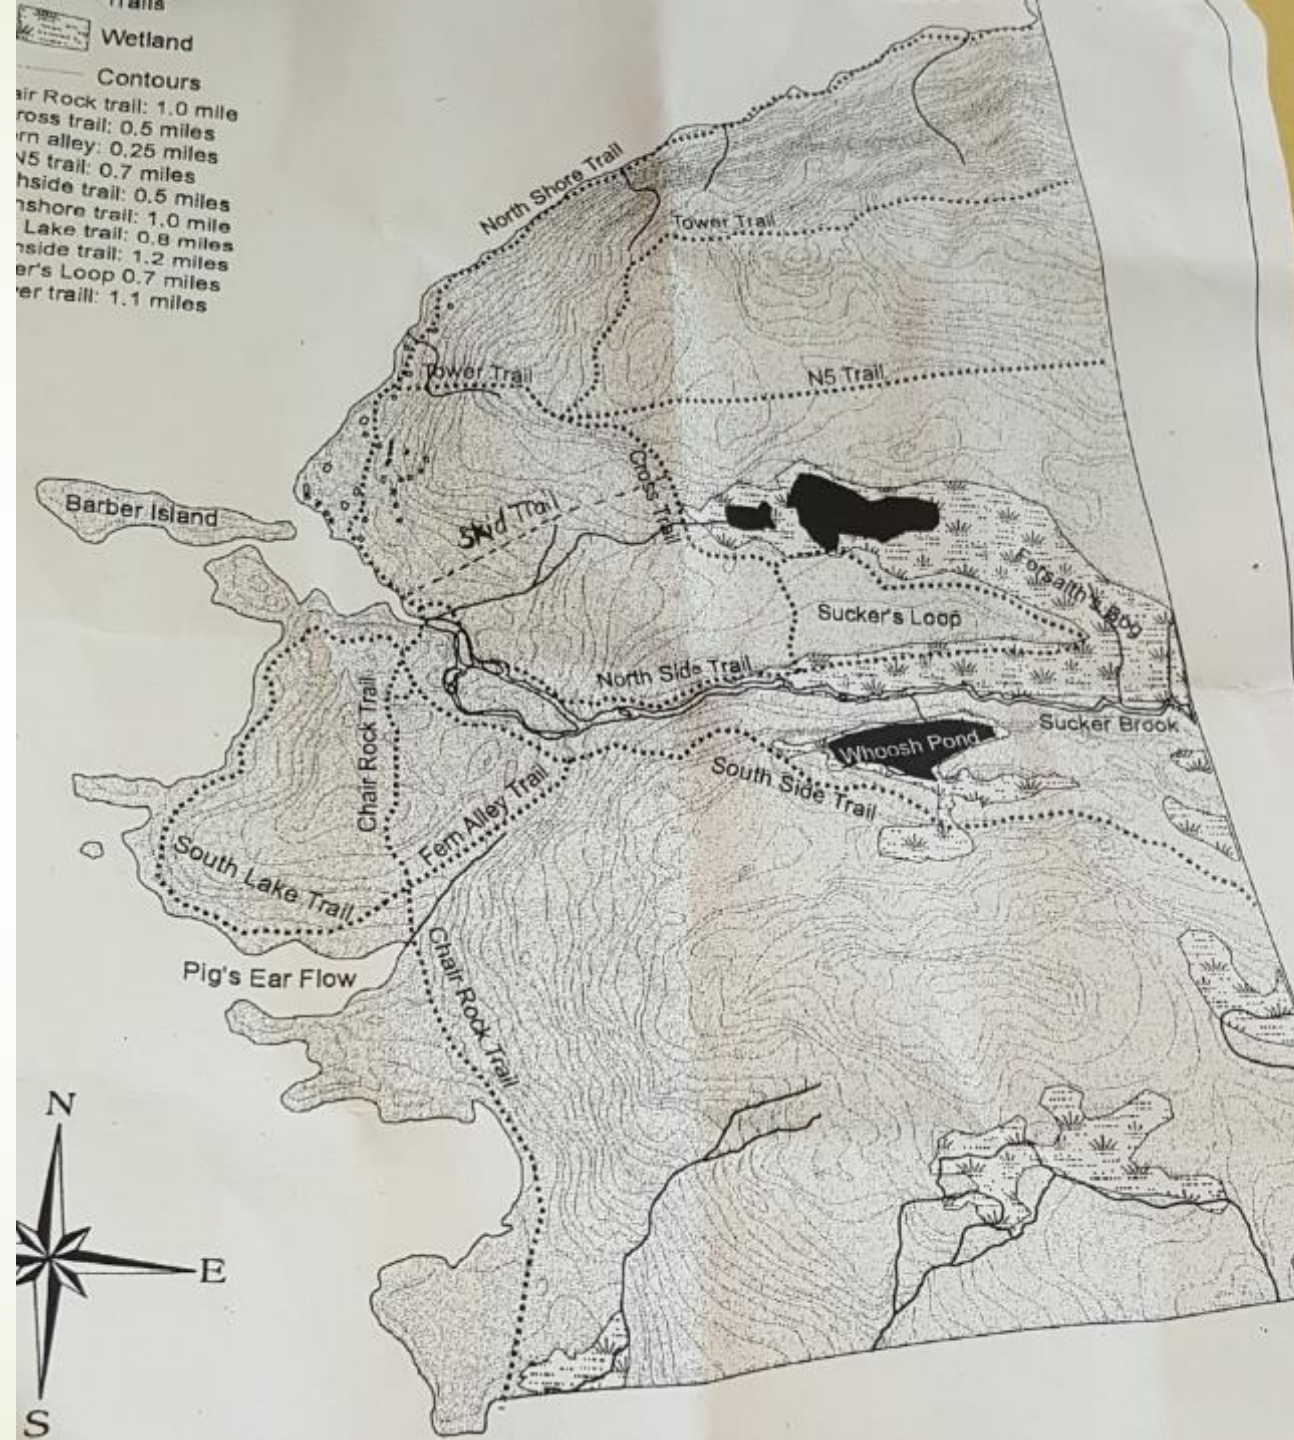 Trails
Wetland
Contours
air Rock trail: 1.0 mile
ross trail: 0.5 miles
rn alley: 0.25 miles
N5 trail: 0.7 miles
hside trail: 0.5 miles
nshore trail: 1.0 mile
Lake trail: 0.8 miles
nside trail: 1.2 miles
er's Loop 0.7 miles
er traill: 1.1 miles
North Shore Trail
Tower Trail
Tower Trail
N5 Trail
Cross Trail
Barber Island
Skid Trail
Forsaith's Bog
Sucker's Loop
North Side Trail
Sucker Brook
Whoosh Pond
South Side Trail
Chair Rock Trail
Fern Alley Trail
South Lake Trail
Chair Rock Trail
Pig's Ear Flow
N
E
S